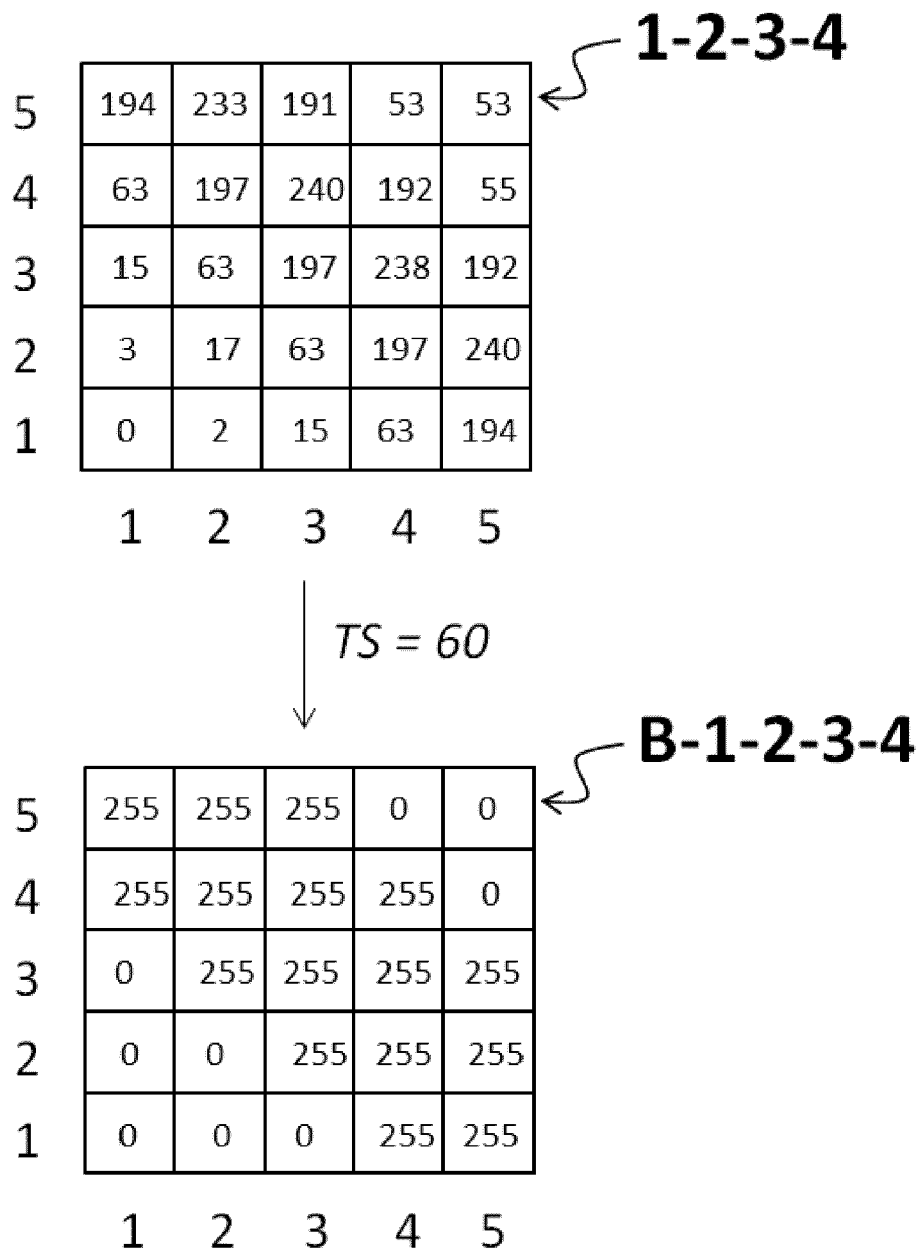 1-2-3-4
5 194 233 191 53 53
4 63 197 240 192 55
3 15 63 197 238 192
2 3 17 63 197 240
1 0 2 15 63 194
1 2 3 4 5
TS = 60
B-1-2-3-4
5 255 255 255 0 0
4 255 255 255 255 0
3 0 255 255 255 255
2 0 0 255 255 255
1 0 0 0 255 255
1 2 3 4 5